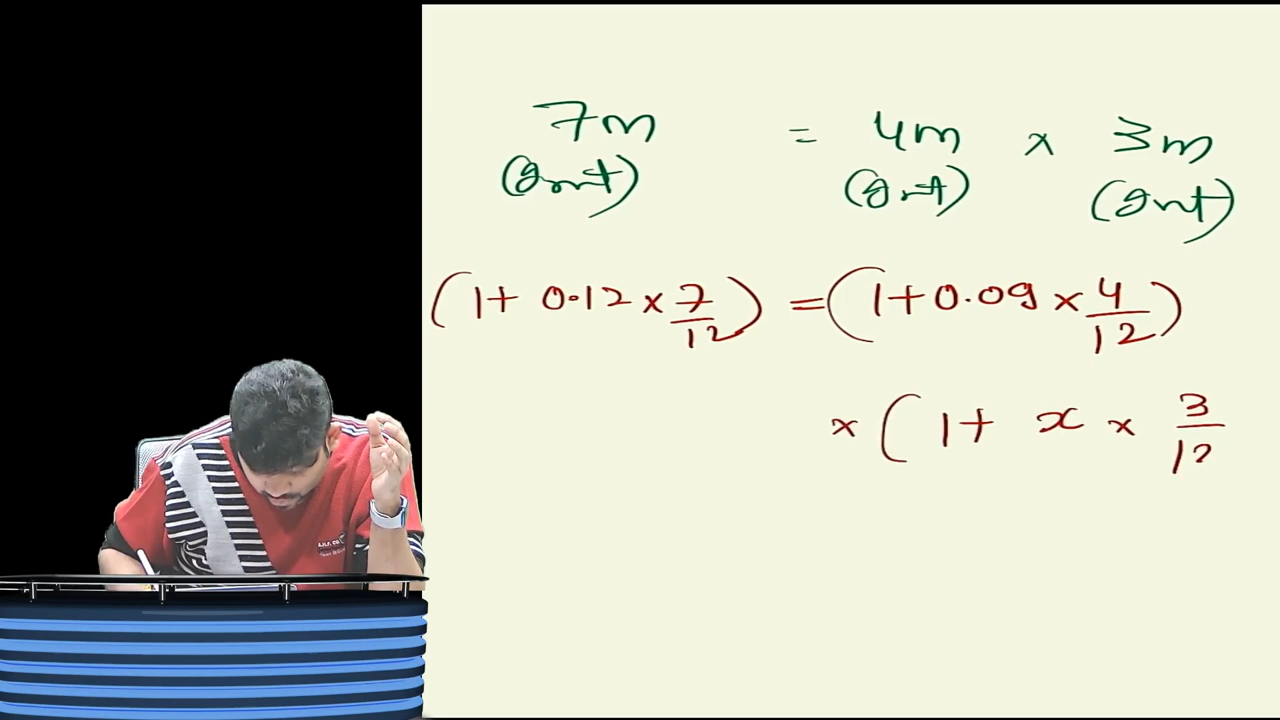 7m = 4m x 3m
(Int) (Int) (Int)
(1+ 0.12 x 7/12) = (1+0.09 x 4/12)
x (1+ x x 3/12